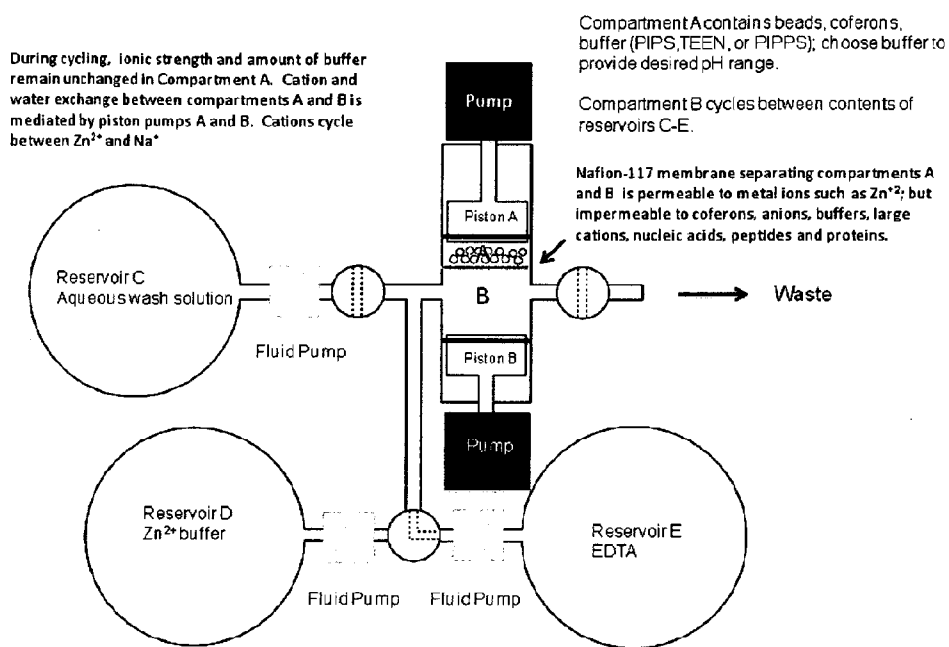 Compartment A contains beads, coferons,
buffer (PIPS,TEEN, or PIPPS); choose buffer to
provide desired pH range.
Compartment B cycles between contents of
reservoirs C-E.
During cycling, ionic strength and amount of buffer
remain unchanged in Compartment A. Cation and
water exchange between compartments A and B is
mediated by piston pumps A and B. Cations cycle
between Zn²⁺ and Na⁺
Pump
Nafion-117 membrane separating compartments A
and B is permeable to metal ions such as Zn⁺²; but
impermeable to coferons, anions, buffers, large
cations, nucleic acids, peptides and proteins.
Piston A
A
Reservoir C
Aqueous wash solution
B
Waste
Fluid Pump
Piston B
Pump
Reservoir D
Zn²⁺ buffer
Reservoir E
EDTA
Fluid Pump
Fluid Pump